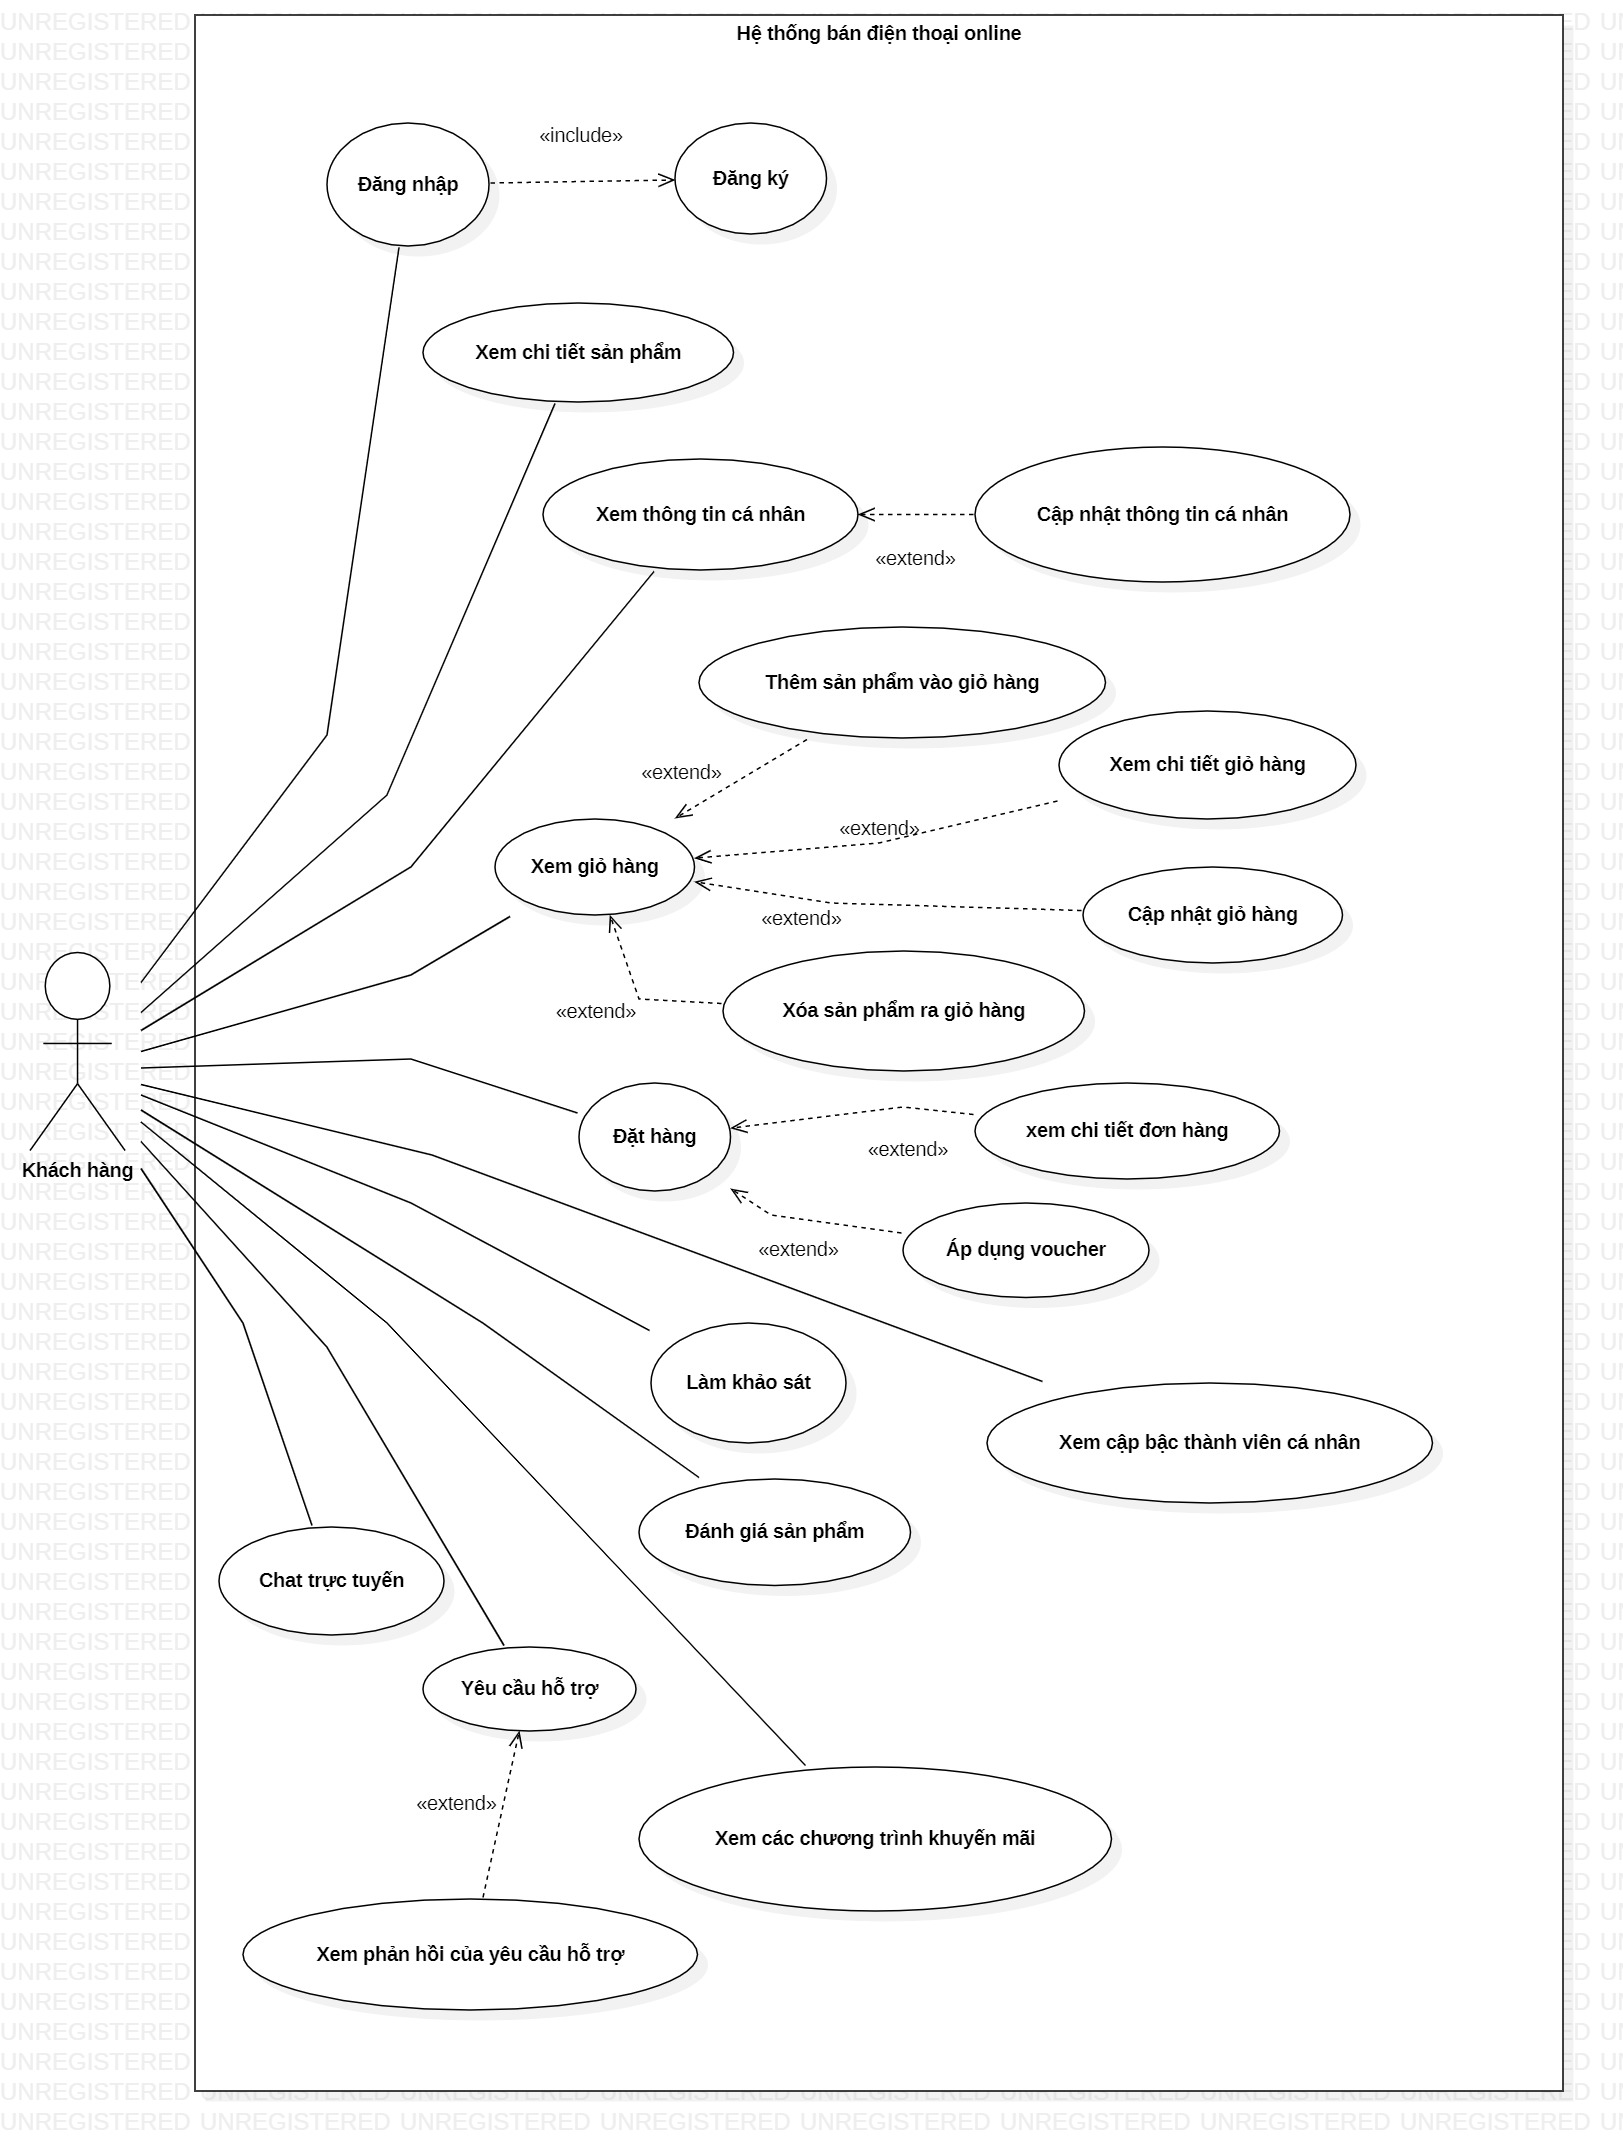 Hệ thống bán điện thoại online
«include»
Đăng nhập
Đăng ký
Xem chi tiết sản phẩm
Xem thông tin cá nhân
Cập nhật thông tin cá nhân
«extend»
Thêm sản phẩm vào giỏ hàng
Xem chi tiết giỏ hàng
«extend»
«extend»
Xem giỏ hàng
Cập nhật giỏ hàng
«extend»
Xóa sản phẩm ra giỏ hàng
«extend»
Đặt hàng
xem chi tiết đơn hàng
«extend»
Khách hàng
Áp dụng voucher
«extend»
Làm khảo sát
Xem cập bậc thành viên cá nhân
Đánh giá sản phẩm
Chat trực tuyến
Yêu cầu hỗ trợ
«extend»
Xem các chương trình khuyến mãi
Xem phản hồi của yêu cầu hỗ trợ
UNREGISTERED UNREGISTERED UNREGISTERED UNREGISTERED UNREGISTERED UNREGISTERED UNREGISTERED UNREGISTERED